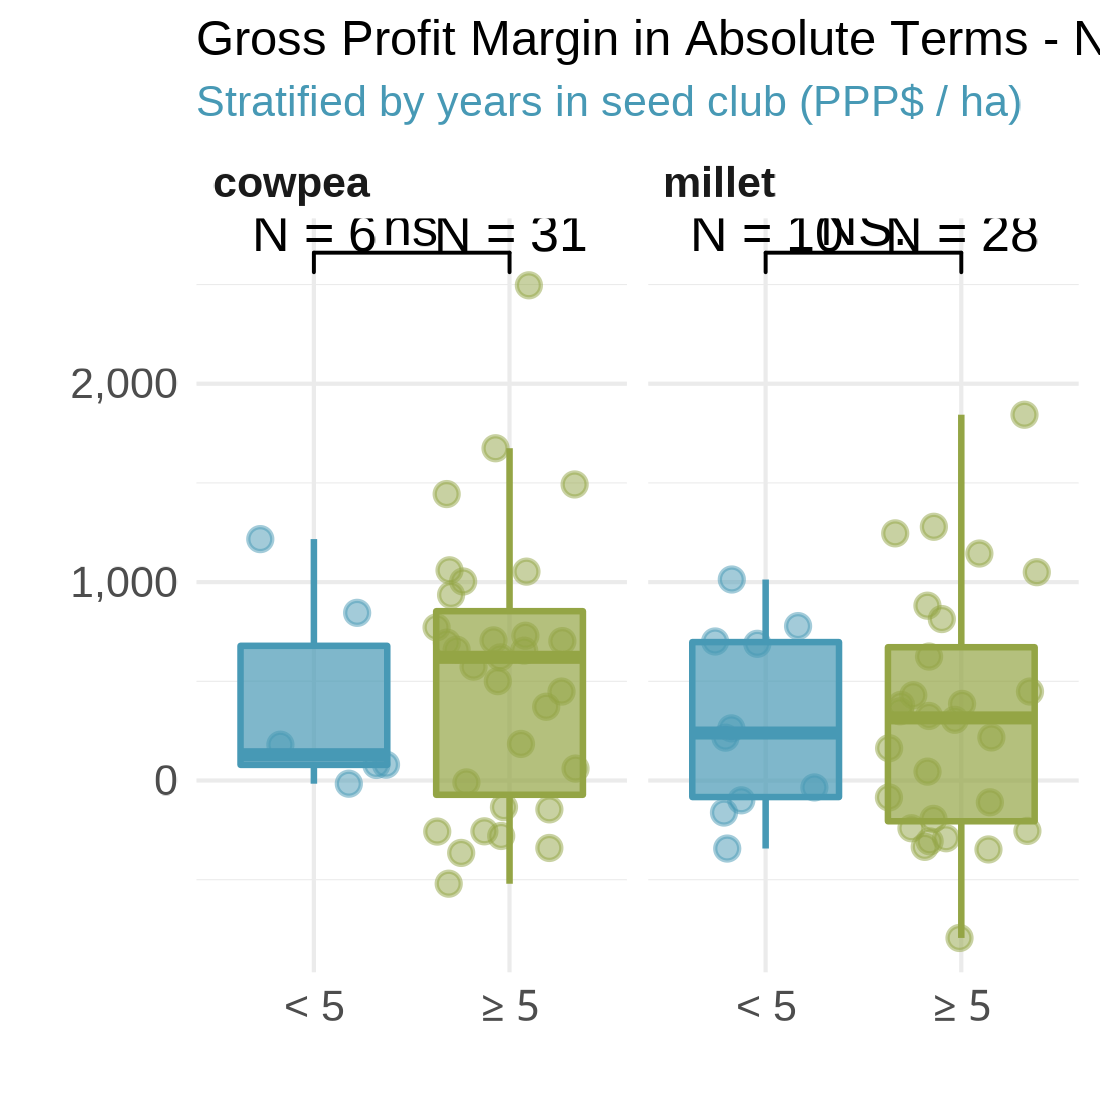 Gross Profit Margin in Absolute Terms - N
Stratified by years in seed club (PPP$ / ha)
cowpea millet
N = 6 ns N = 31 N = 10 NS. N = 28
2,000
1,000
0
< 5 ≥ 5 < 5 ≥ 5